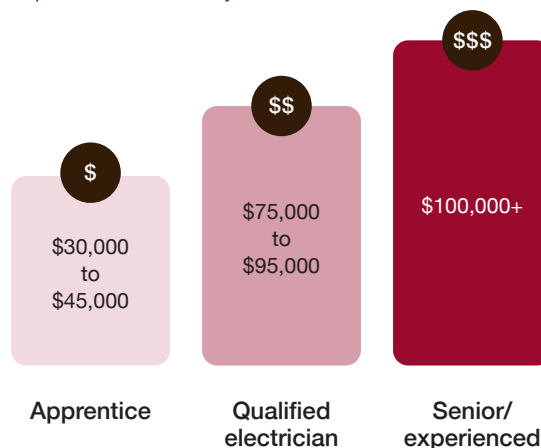 $
$30,000
to
$45,000
Apprentice
$$
$75,000
to
$95,000
Qualified
electrician
$$$
$100,000+
Senior/
experienced